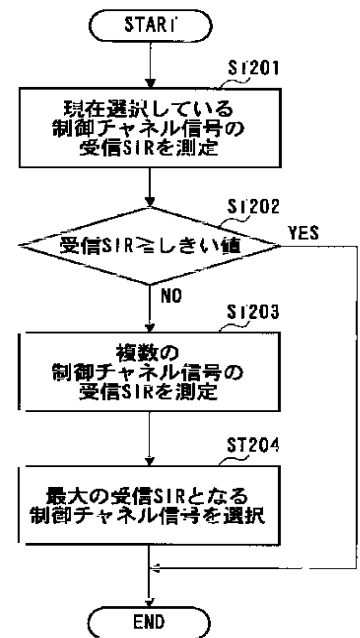 START
ST201
現在選択している
制御チャネル信号の
受信SIRを測定
ST202
受信SIR≧しきい値
YES
NO
ST203
複数の
制御チャネル信号の
受信SIRを測定
ST204
最大の受信SIRとなる
制御チャネル信号を選択
END